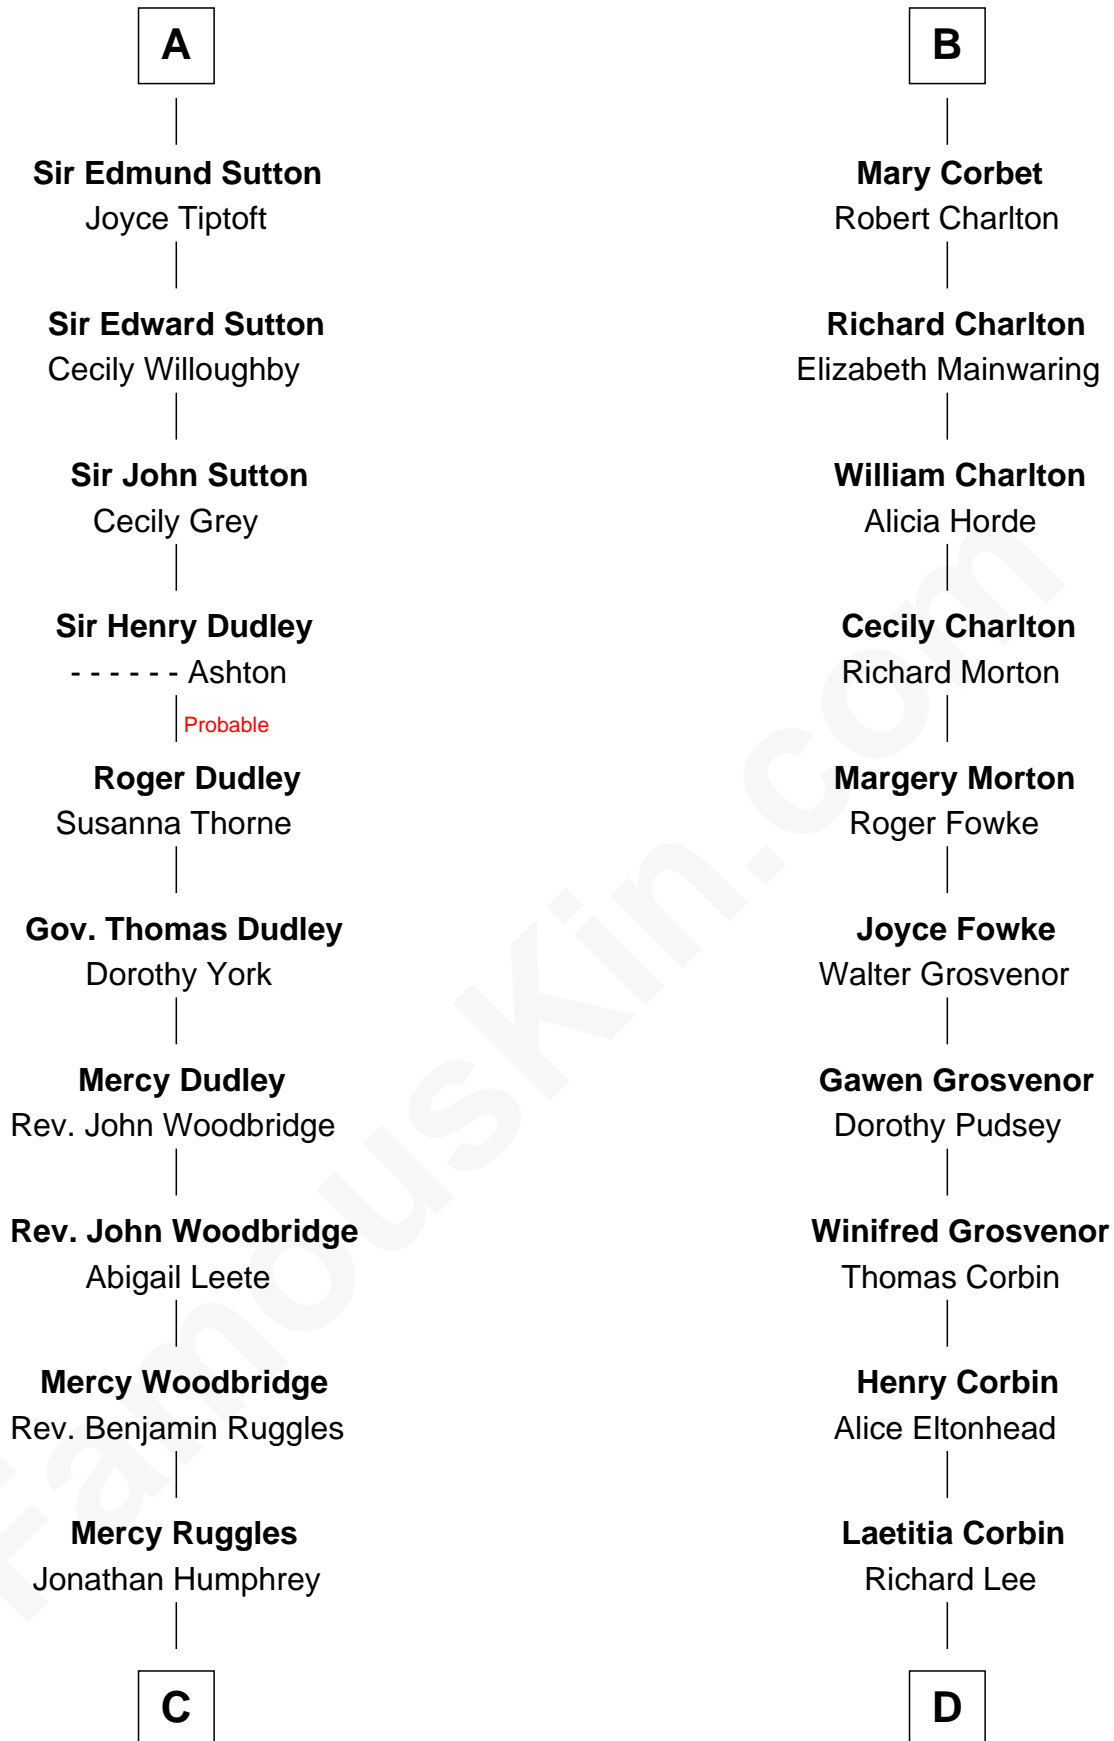 A
Sir Edmund Sutton
Joyce Tiptoft
Sir Edward Sutton
Cecily Willoughby
Sir John Sutton
Cecily Grey
Sir Henry Dudley
- - - - - - Ashton
Probable
Roger Dudley
Susanna Thorne
Gov. Thomas Dudley
Dorothy York
Mercy Dudley
Rev. John Woodbridge
Rev. John Woodbridge
Abigail Leete
Mercy Woodbridge
Rev. Benjamin Ruggles
Mercy Ruggles
Jonathan Humphrey
C
B
Mary Corbet
Robert Charlton
Richard Charlton
Elizabeth Mainwaring
William Charlton
Alicia Horde
Cecily Charlton
Richard Morton
Margery Morton
Roger Fowke
Joyce Fowke
Walter Grosvenor
Gawen Grosvenor
Dorothy Pudsey
Winifred Grosvenor
Thomas Corbin
Henry Corbin
Alice Eltonhead
Laetitia Corbin
Richard Lee
D
FamousKin.com